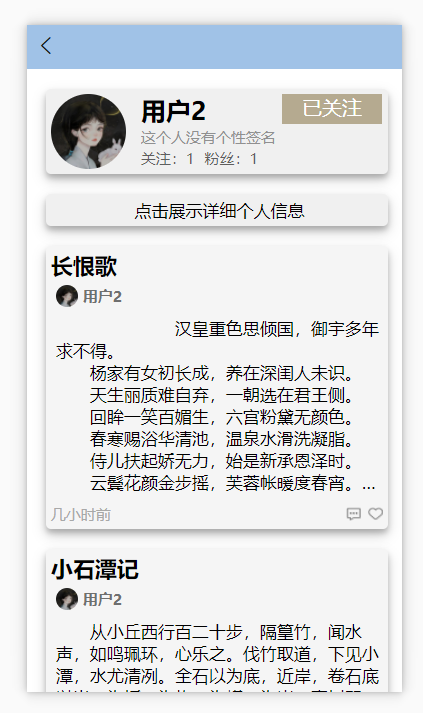 用户2
已关注
这个人没有个性签名
关注：1 粉丝：1
点击展示详细个人信息
长恨歌
用户2
汉皇重色思倾国，御宇多年
求不得。
杨家有女初长成，养在深闺人未识。
天生丽质难自弃，一朝选在君王侧。
回眸一笑百媚生，六宫粉黛无颜色。
春寒赐浴华清池，温泉水滑洗凝脂。
侍儿扶起娇无力，始是新承恩泽时。
云鬓花颜金步摇，芙蓉帐暖度春宵。...
几小时前
小石潭记
用户2
从小丘西行百二十步，隔篁竹，闻水
声，如鸣珮环，心乐之。伐竹取道，下见小
潭，水尤清冽。全石以为底，近岸，卷石底